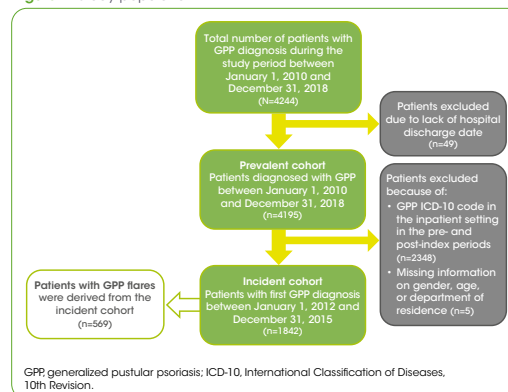 Total number of patients with
GPP diagnosis during the
study period between
January 1, 2010 and
December 31, 2018
(N=4244)
Patients excluded
due to lack of hospital
discharge date
(n=49)
Prevalent cohort
Patients diagnosed with GPP
between January 1, 2010
and December 31, 2018
(n=4195)
Patients excluded
because of:
• GPP ICD-10 code in
the inpatient setting
in the pre- and
post-index periods
(n=2348)
• Missing information
on gender, age,
or department of
residence (n=5)
Patients with GPP flares
were derived from the
incident cohort
(n=569)
Incident cohort
Patients with first GPP diagnosis
between January 1, 2012 and
December 31, 2015
(n=1842)
GPP, generalized pustular psoriasis; ICD-10, International Classification of Diseases,
10th Revision.